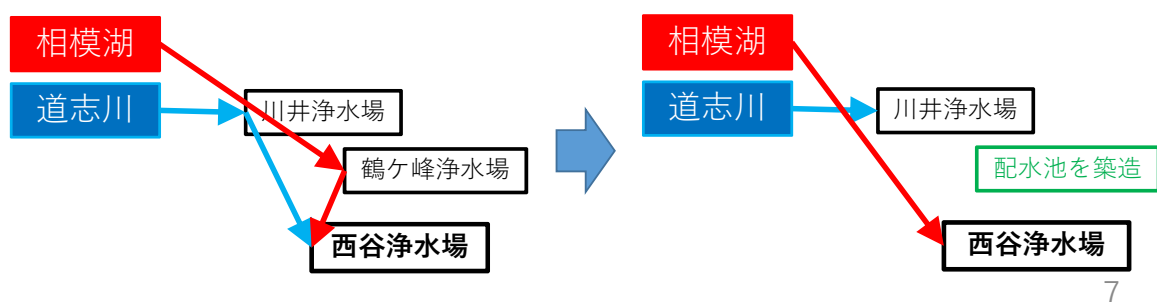 相模湖
道志川
川井浄水場
鶴ケ峰浄水場
西谷浄水場
相模湖
道志川
川井浄水場
配水池を築造
西谷浄水場
7